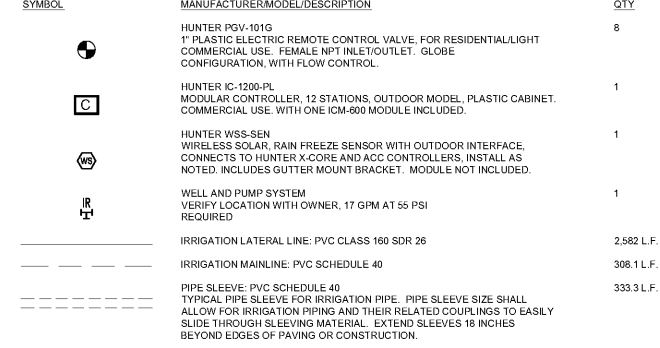 SYMBOL MANUFACTURER/MODEL/DESCRIPTION QTY
HUNTER PGV-101G 8
1" PLASTIC ELECTRIC REMOTE CONTROL VALVE, FOR RESIDENTIAL/LIGHT
COMMERCIAL USE. FEMALE NPT INLET/OUTLET. GLOBE
CONFIGURATION, WITH FLOW CONTROL.
HUNTER IC-1200-PL 1
C MODULAR CONTROLLER, 12 STATIONS, OUTDOOR MODEL, PLASTIC CABINET.
COMMERCIAL USE. WITH ONE ICM-600 MODULE INCLUDED.
HUNTER WSS-SEN 1
WIRELESS SOLAR, RAIN FREEZE SENSOR WITH OUTDOOR INTERFACE,
WS CONNECTS TO HUNTER X-CORE AND ACC CONTROLLERS, INSTALL AS
NOTED. INCLUDES GUTTER MOUNT BRACKET. MODULE NOT INCLUDED.
WELL AND PUMP SYSTEM 1
IR VERIFY LOCATION WITH OWNER, 17 GPM AT 55 PSI
REQUIRED
IRRIGATION LATERAL LINE: PVC CLASS 160 SDR 26 2,582 L.F.
IRRIGATION MAINLINE: PVC SCHEDULE 40 308.1 L.F.
PIPE SLEEVE: PVC SCHEDULE 40 333.3 L.F.
TYPICAL PIPE SLEEVE FOR IRRIGATION PIPE. PIPE SLEEVE SIZE SHALL
ALLOW FOR IRRIGATION PIPING AND THEIR RELATED COUPLINGS TO EASILY
SLIDE THROUGH SLEEVING MATERIAL. EXTEND SLEEVES 18 INCHES
BEYOND EDGES OF PAVING OR CONSTRUCTION.